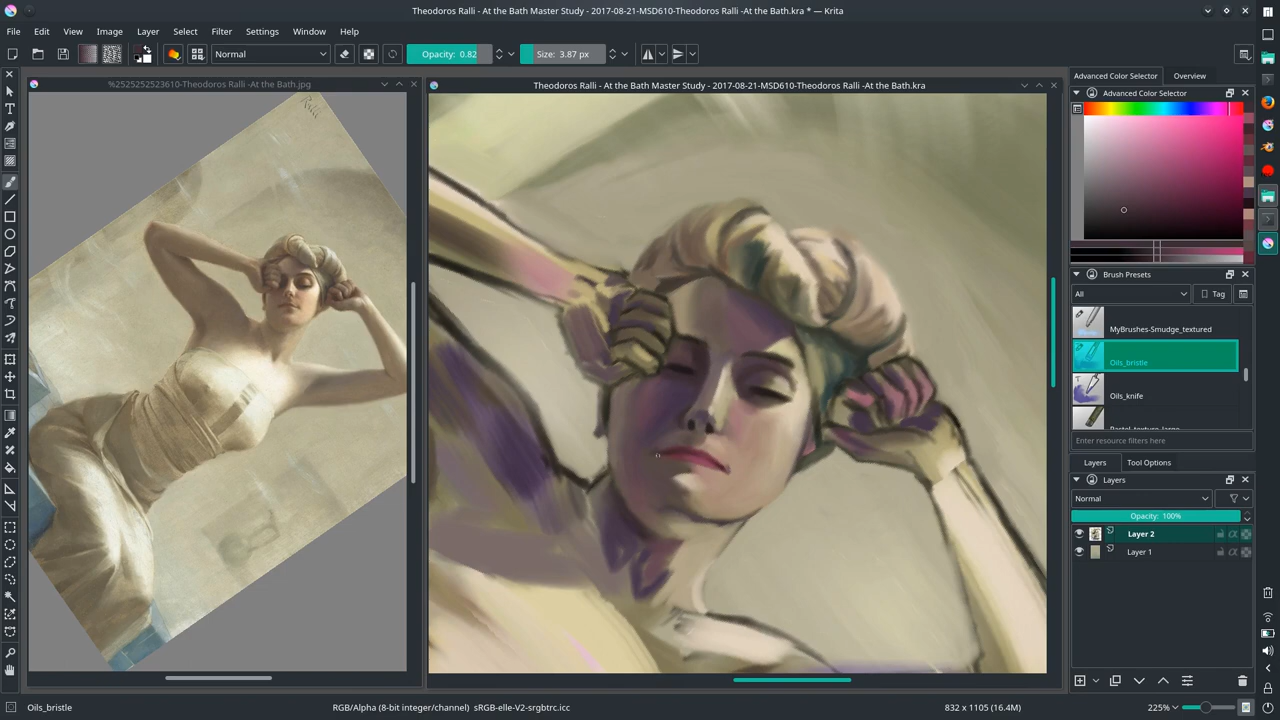 Theodoros Ralli - At the Bath Master Study - 2017-08-21-MSD610-Theodoros Ralli -At the Bath.kra * — Krita
File Edit View Image Layer Select Filter Settings Window Help
Normal Opacity: 0.82 Size: 3.87 px
%2525252523610-Theodoros Ralli -At the Bath.jpg
Theodoros Ralli - At the Bath Master Study - 2017-08-21-MSD610-Theodoros Ralli -At the Bath.kra
Advanced Color Selector Overview
Advanced Color Selector
Brush Presets
All Tag
MyBrushes-Smudge_textured
Oils_bristle
Oils_knife
Pastel_texture_large
Enter resource filters here
Layers Tool Options
Layers
Normal
Opacity: 100%
Layer 2
Layer 1
Oils_bristle RGB/Alpha (8-bit integer/channel) sRGB-elle-V2-srgbtrc.icc 832 x 1105 (16.4M) 225%